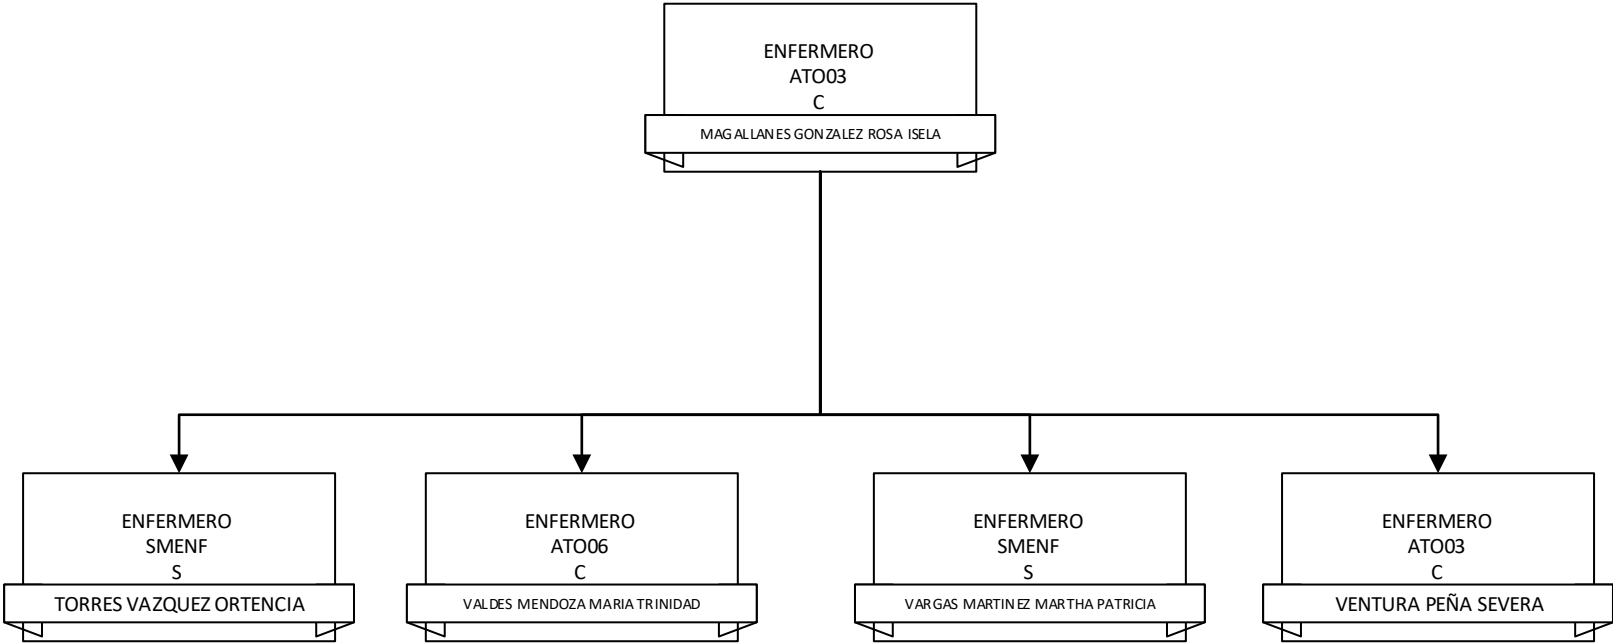 ENFERMERO
ATO03
C
MAGALLANES GONZALEZ ROSA ISELA
ENFERMERO
SMENF
S
TORRES VAZQUEZ ORTENCIA
ENFERMERO
ATO06
C
VALDES MENDOZA MARIA TRINIDAD
ENFERMERO
SMENF
S
VARGAS MARTINEZ MARTHA PATRICIA
ENFERMERO
ATO03
C
VENTURA PEÑA SEVERA